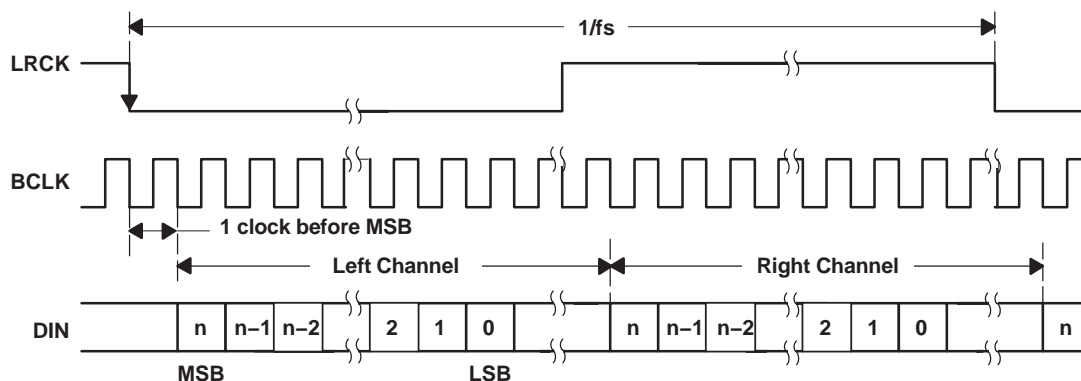 1/fs
LRCK
BCLK
1 clock before MSB
Left Channel Right Channel
DIN n n–1 n–2 2 1 0 n n–1 n–2 2 1 0 n
MSB LSB